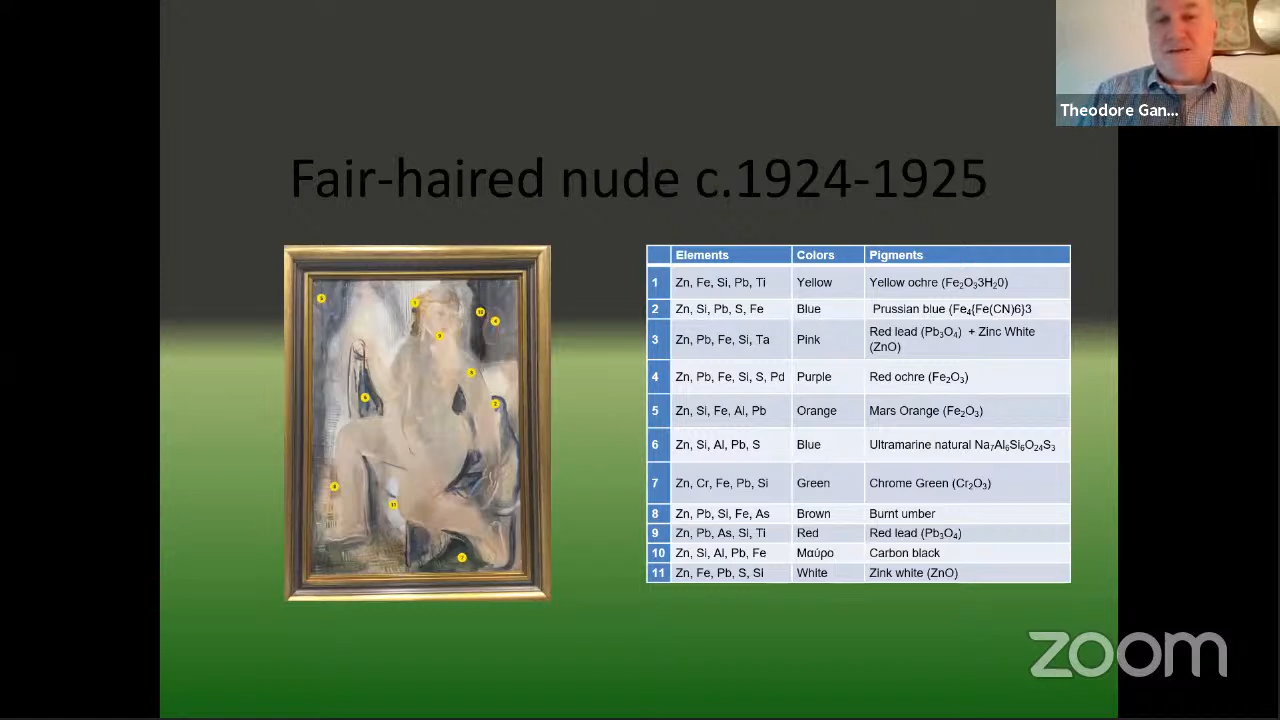 Theodore Gan...
Fair-haired nude c.1924-1925
Elements Colors Pigments
1 Zn, Fe, Si, Pb, Ti Yellow Yellow ochre (Fe₂O₃3H₂0)
2 Zn, Si, Pb, S, Fe Blue Prussian blue (Fe₄{Fe(CN)6}3
3 Zn, Pb, Fe, Si, Ta Pink Red lead (Pb₃O₄) + Zinc White
(ZnO)
4 Zn, Pb, Fe, Si, S, Pd Purple Red ochre (Fe₂O₃)
5 Zn, Si, Fe, Al, Pb Orange Mars Orange (Fe₂O₃)
6 Zn, Si, Al, Pb, S Blue Ultramarine natural Na₇Al₆Si₆O₂₄S₃
7 Zn, Cr, Fe, Pb, Si Green Chrome Green (Cr₂O₃)
8 Zn, Pb, Si, Fe, As Brown Burnt umber
9 Zn, Pb, As, Si, Ti Red Red lead (Pb₃O₄)
10 Zn, Si, Al, Pb, Fe Μαύρο Carbon black
11 Zn, Fe, Pb, S, Si White Zink white (ZnO)
zoom